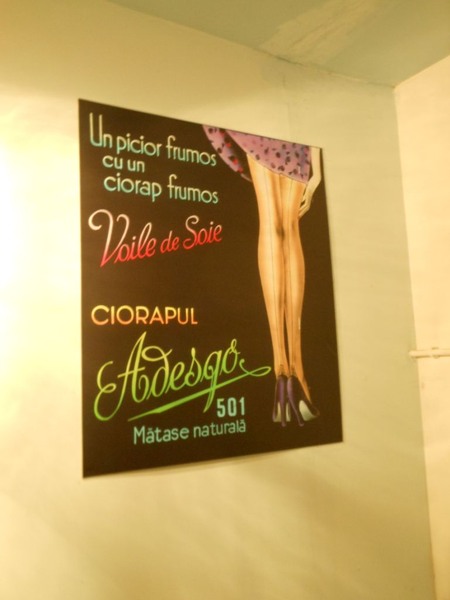 Un picior frumos
cu un
ciorap frumos
Voile de Soie
CIORAPUL
Adesgo
501
Mătase naturală